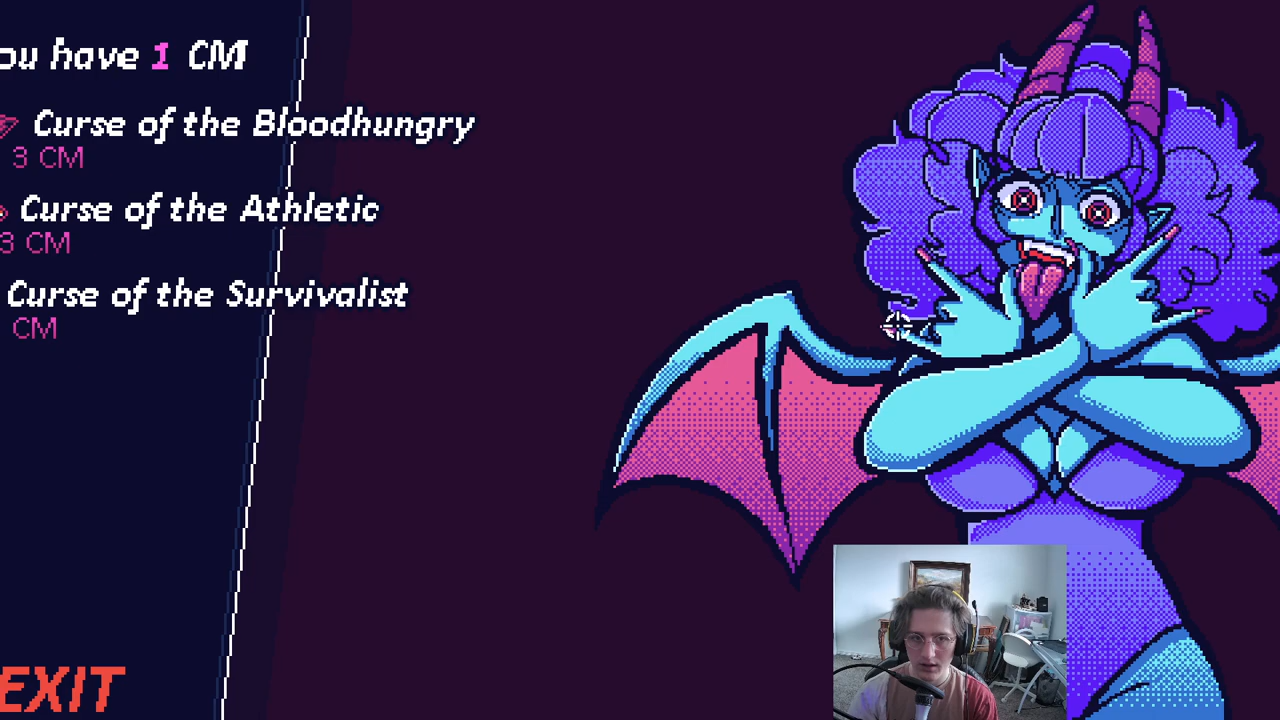 ou have 1 CM
Curse of the Bloodhungry
3 CM
Curse of the Athletic
3 CM
Curse of the Survivalist
CM
EXIT